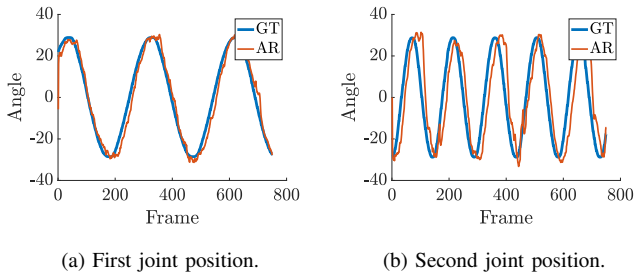 40
20
0
-20
-40
Angle
0 200 400 600 800
Frame
GT
AR
(a) First joint position.
40
20
0
-20
-40
Angle
0 200 400 600 800
Frame
GT
AR
(b) Second joint position.